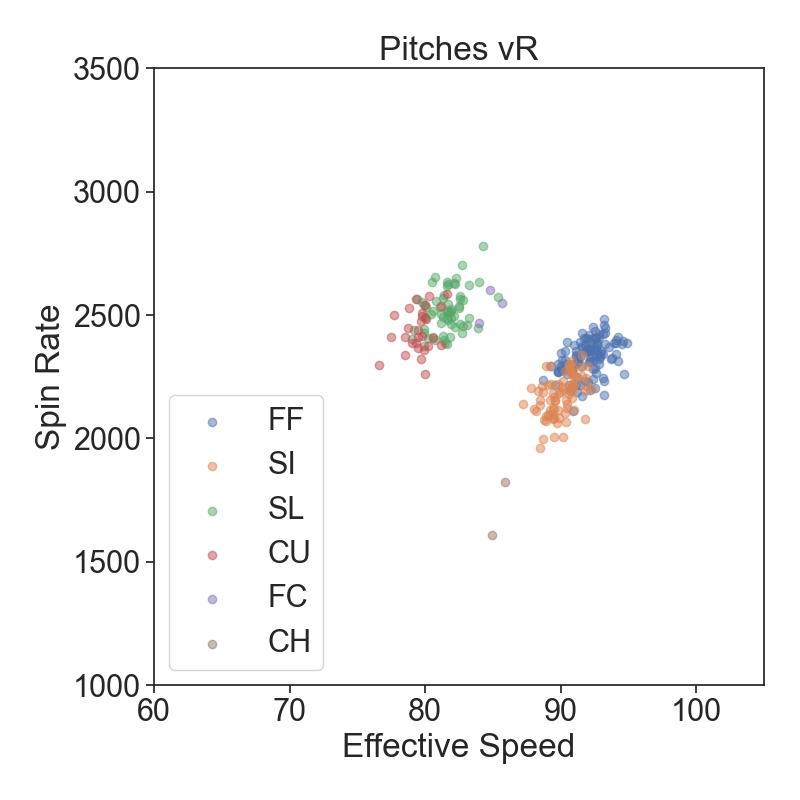 Pitches vR
3500
3000
2500
2000
1500
1000
Spin Rate
FF
SI
SL
CU
FC
CH
60 70 80 90 100
Effective Speed